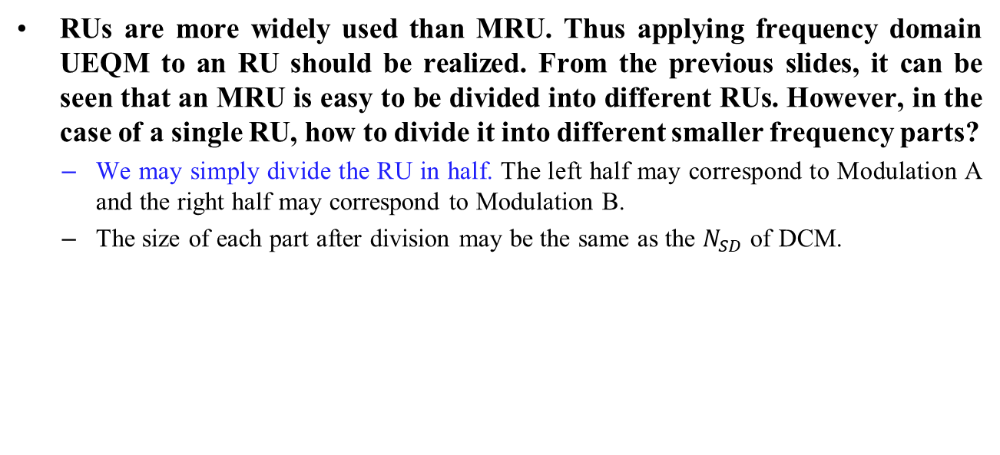 • RUs are more widely used than MRU. Thus applying frequency domain
UEQM to an RU should be realized. From the previous slides, it can be
seen that an MRU is easy to be divided into different RUs. However, in the
case of a single RU, how to divide it into different smaller frequency parts?
– We may simply divide the RU in half. The left half may correspond to Modulation A
and the right half may correspond to Modulation B.
– The size of each part after division may be the same as the N_SD of DCM.